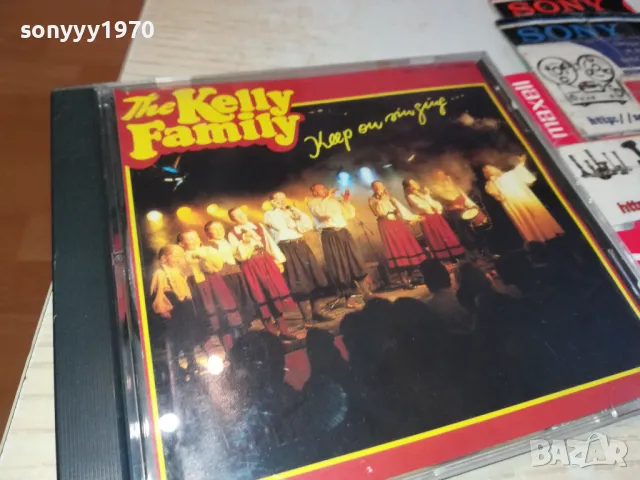 sonyyy1970
The Kelly
Family
Keep on singing...
SONY
SONY
maxell
http://s
htt
BAZAR